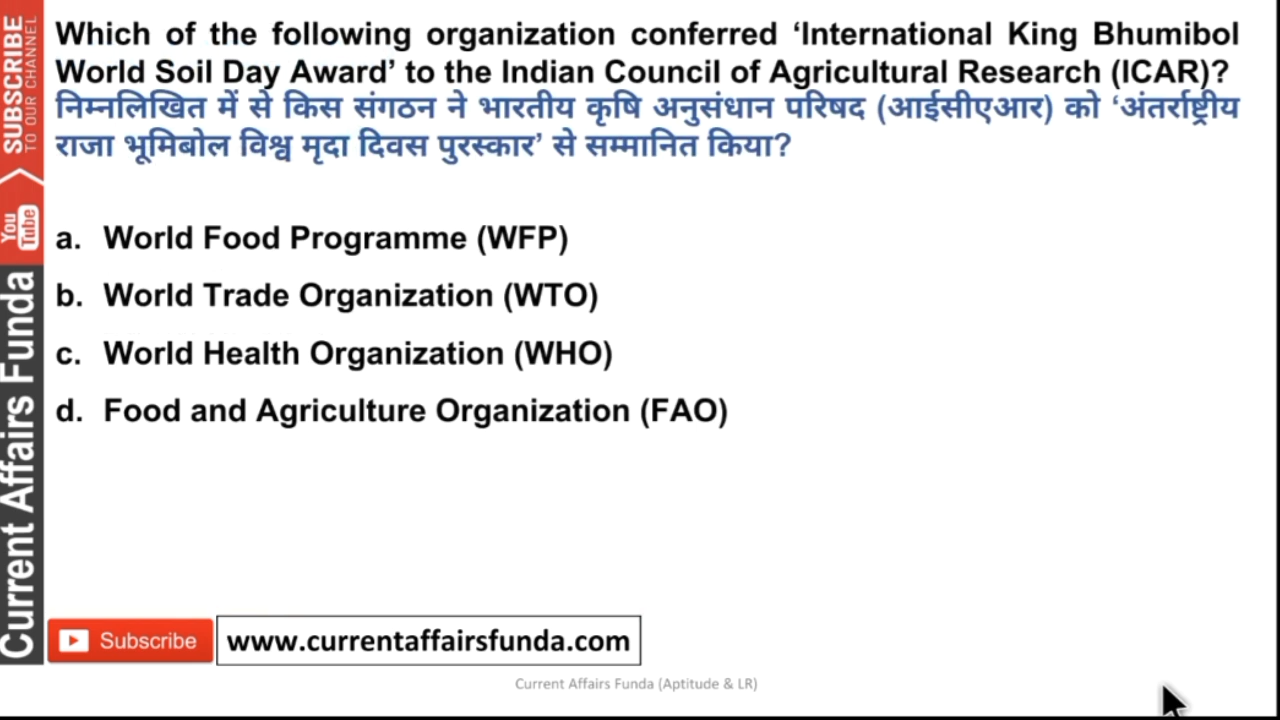 Which of the following organization conferred ‘International King Bhumibol
World Soil Day Award’ to the Indian Council of Agricultural Research (ICAR)?
निम्नलिखित में से किस संगठन ने भारतीय कृषि अनुसंधान परिषद (आईसीएआर) को ‘अंतर्राष्ट्रीय
राजा भूमिबोल विश्व मृदा दिवस पुरस्कार’ से सम्मानित किया?
a. World Food Programme (WFP)
b. World Trade Organization (WTO)
c. World Health Organization (WHO)
d. Food and Agriculture Organization (FAO)
SUBSCRIBE
TO OUR CHANNEL
You
Tube
Current Affairs Funda
Subscribe
www.currentaffairsfunda.com
Current Affairs Funda (Aptitude & LR)